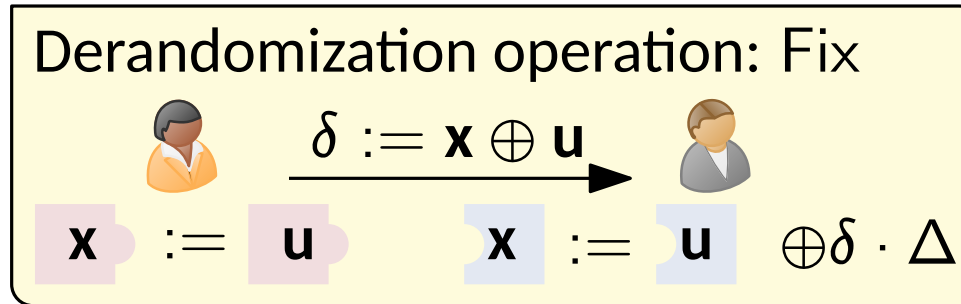 Derandomization operation: Fix
δ := x ⊕ u
x := u x := u ⊕δ · Δ